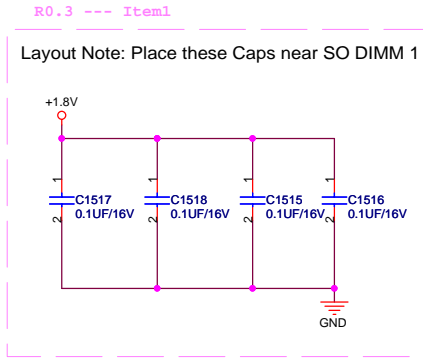 R0.3 --- Item1
Layout Note: Place these Caps near SO DIMM 1
+1.8V
1 1 1 1
C1517 C1518 C1515 C1516
0.1UF/16V 0.1UF/16V 0.1UF/16V 0.1UF/16V
2 2 2 2
GND